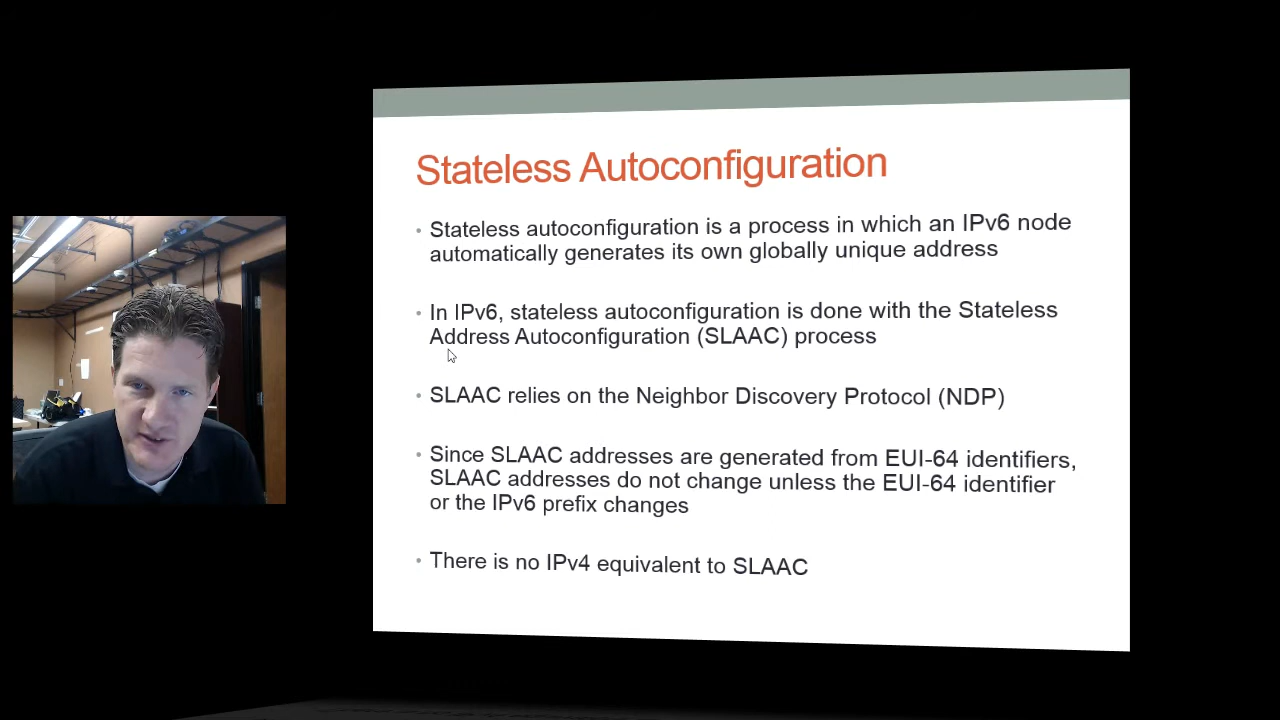 Stateless Autoconfiguration
• Stateless autoconfiguration is a process in which an IPv6 node
automatically generates its own globally unique address
• In IPv6, stateless autoconfiguration is done with the Stateless
Address Autoconfiguration (SLAAC) process
• SLAAC relies on the Neighbor Discovery Protocol (NDP)
• Since SLAAC addresses are generated from EUI-64 identifiers,
SLAAC addresses do not change unless the EUI-64 identifier
or the IPv6 prefix changes
• There is no IPv4 equivalent to SLAAC